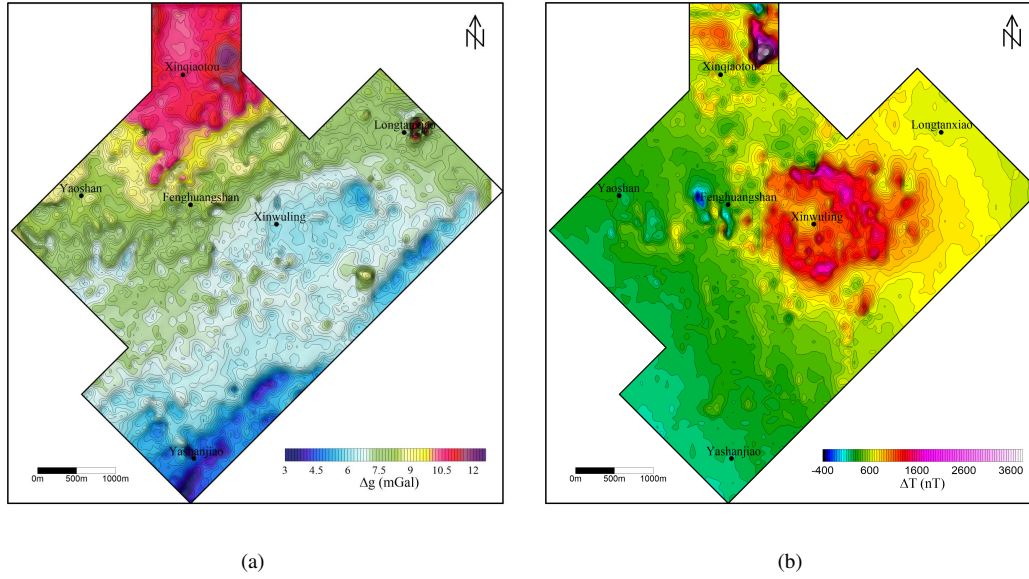 N
Xinqiaotou
Longtanxiao
Yaoshan
Fenghuangshan
Xinwuling
Yashanjiao
0m 500m 1000m
3 4.5 6 7.5 9 10.5 12
Δg (mGal)
N
Xinqiaotou
Longtanxiao
Yaoshan
Fenghuangshan
Xinwuling
Yashanjiao
0m 500m 1000m
-400 600 1600 2600 3600
ΔT (nT)
(a)
(b)